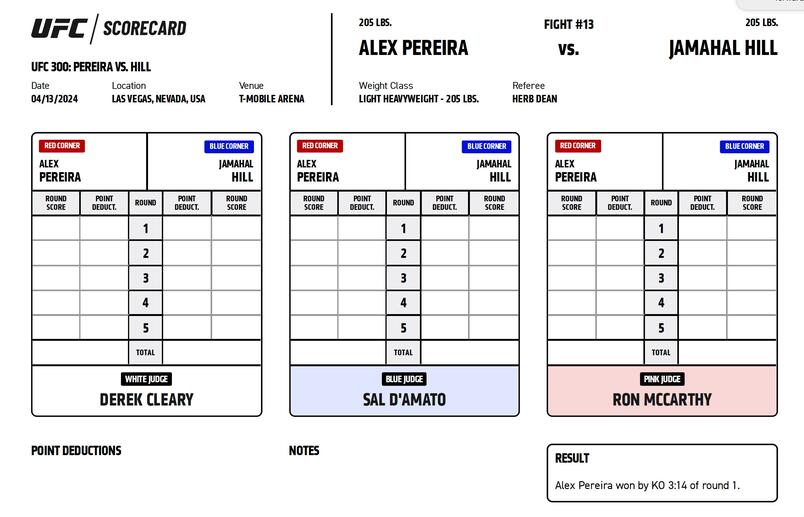 UFC / SCORECARD
UFC 300: PEREIRA VS. HILL
Date Location Venue
04/13/2024 LAS VEGAS, NEVADA, USA T-MOBILE ARENA
205 LBS. FIGHT #13 205 LBS.
ALEX PEREIRA VS. JAMAHAL HILL
Weight Class Referee
LIGHT HEAVYWEIGHT - 205 LBS. HERB DEAN
RED CORNER BLUE CORNER
ALEX JAMAHAL
PEREIRA HILL
ROUND SCORE POINT DEDUCT. ROUND POINT DEDUCT. ROUND SCORE
1
2
3
4
5
TOTAL
WHITE JUDGE
DEREK CLEARY
RED CORNER BLUE CORNER
ALEX JAMAHAL
PEREIRA HILL
ROUND SCORE POINT DEDUCT. ROUND POINT DEDUCT. ROUND SCORE
1
2
3
4
5
TOTAL
BLUE JUDGE
SAL D'AMATO
RED CORNER BLUE CORNER
ALEX JAMAHAL
PEREIRA HILL
ROUND SCORE POINT DEDUCT. ROUND POINT DEDUCT. ROUND SCORE
1
2
3
4
5
TOTAL
PINK JUDGE
RON MCCARTHY
POINT DEDUCTIONS
NOTES
RESULT
Alex Pereira won by KO 3:14 of round 1.